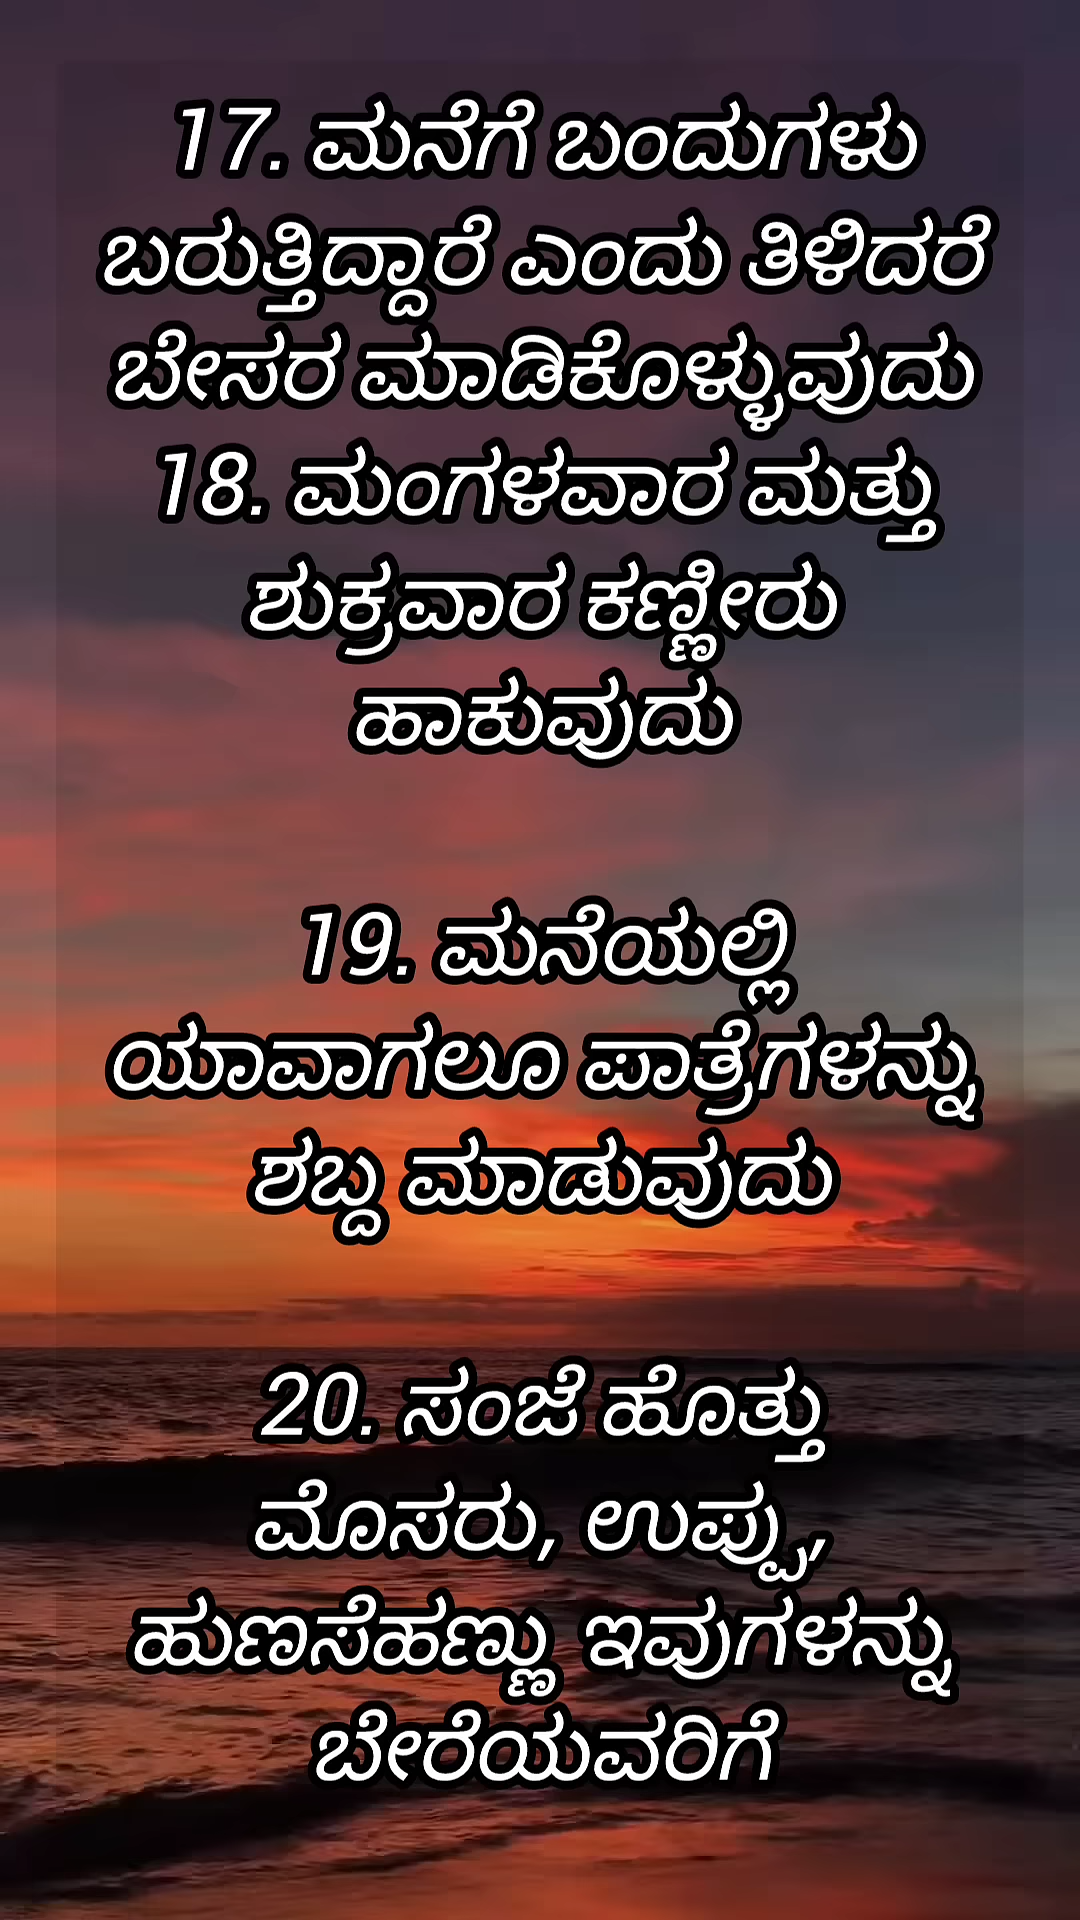 17. ಮನೆಗೆ ಬಂದುಗಳು
ಬರುತ್ತಿದ್ದಾರೆ ಎಂದು ತಿಳಿದರೆ
ಬೇಸರ ಮಾಡಿಕೊಳ್ಳುವುದು
18. ಮಂಗಳವಾರ ಮತ್ತು
ಶುಕ್ರವಾರ ಕಣ್ಣೀರು
ಹಾಕುವುದು
19. ಮನೆಯಲ್ಲಿ
ಯಾವಾಗಲೂ ಪಾತ್ರೆಗಳನ್ನು
ಶಬ್ದ ಮಾಡುವುದು
20. ಸಂಜೆ ಹೊತ್ತು
ಮೊಸರು, ಉಪ್ಪು,
ಹುಣಸೆಹಣ್ಣು ಇವುಗಳನ್ನು
ಬೇರೆಯವರಿಗೆ